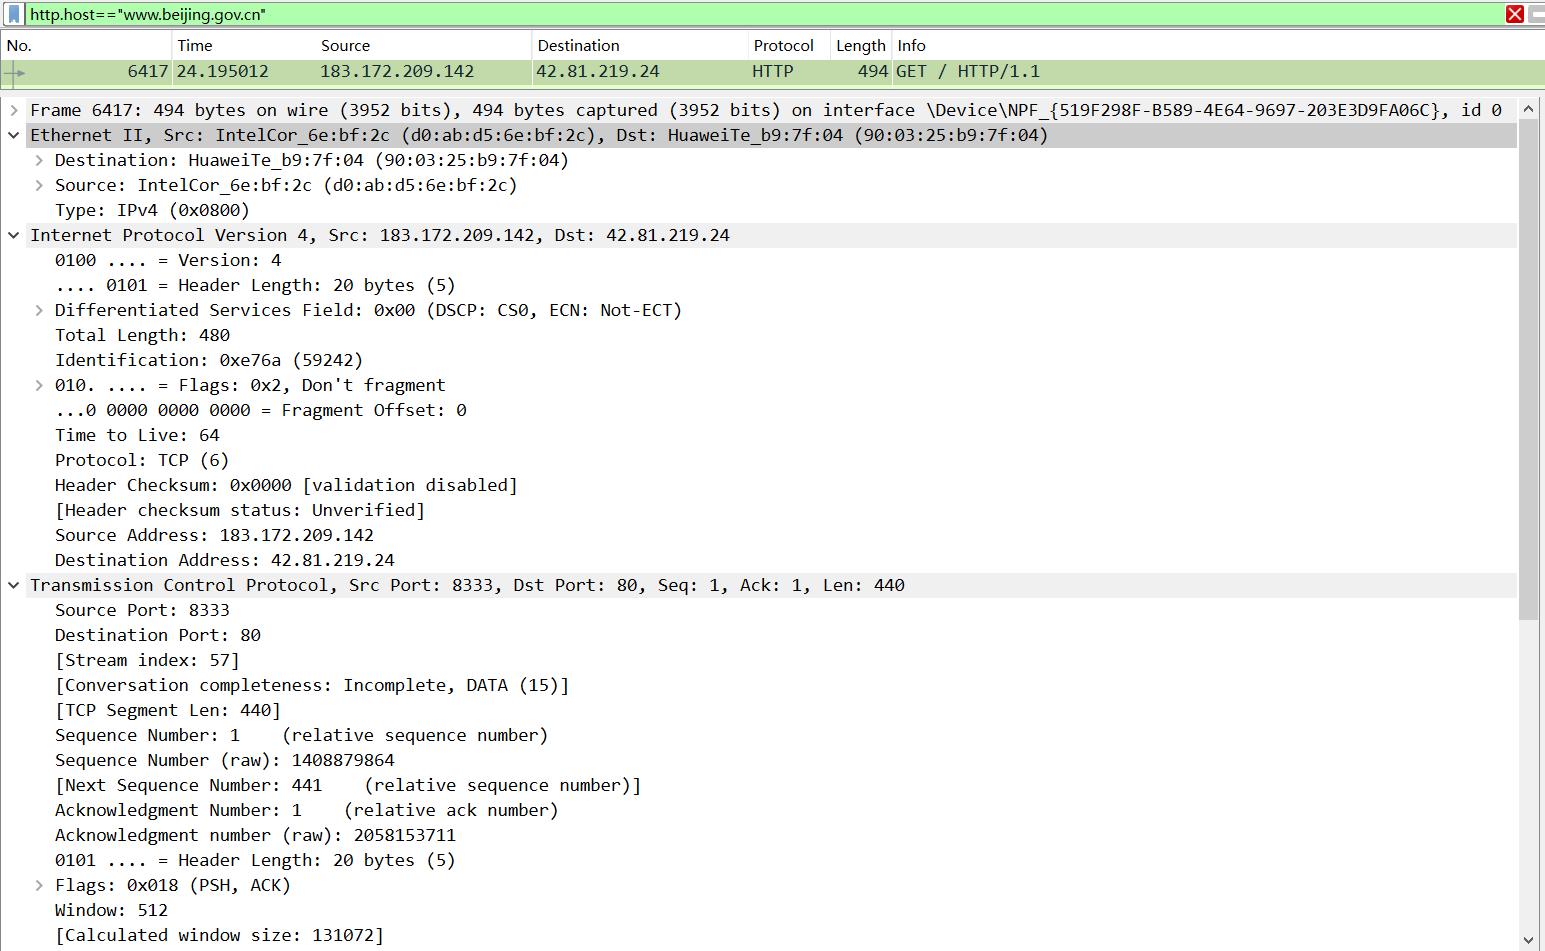 http.host=="www.beijing.gov.cn"
No. Time Source Destination Protocol Length Info
6417 24.195012 183.172.209.142 42.81.219.24 HTTP 494 GET / HTTP/1.1
Frame 6417: 494 bytes on wire (3952 bits), 494 bytes captured (3952 bits) on interface \Device\NPF_{519F298F-B589-4E64-9697-203E3D9FA06C}, id 0
Ethernet II, Src: IntelCor_6e:bf:2c (d0:ab:d5:6e:bf:2c), Dst: HuaweiTe_b9:7f:04 (90:03:25:b9:7f:04)
Destination: HuaweiTe_b9:7f:04 (90:03:25:b9:7f:04)
Source: IntelCor_6e:bf:2c (d0:ab:d5:6e:bf:2c)
Type: IPv4 (0x0800)
Internet Protocol Version 4, Src: 183.172.209.142, Dst: 42.81.219.24
0100 .... = Version: 4
.... 0101 = Header Length: 20 bytes (5)
Differentiated Services Field: 0x00 (DSCP: CS0, ECN: Not-ECT)
Total Length: 480
Identification: 0xe76a (59242)
010. .... = Flags: 0x2, Don't fragment
...0 0000 0000 0000 = Fragment Offset: 0
Time to Live: 64
Protocol: TCP (6)
Header Checksum: 0x0000 [validation disabled]
[Header checksum status: Unverified]
Source Address: 183.172.209.142
Destination Address: 42.81.219.24
Transmission Control Protocol, Src Port: 8333, Dst Port: 80, Seq: 1, Ack: 1, Len: 440
Source Port: 8333
Destination Port: 80
[Stream index: 57]
[Conversation completeness: Incomplete, DATA (15)]
[TCP Segment Len: 440]
Sequence Number: 1    (relative sequence number)
Sequence Number (raw): 1408879864
[Next Sequence Number: 441    (relative sequence number)]
Acknowledgment Number: 1    (relative ack number)
Acknowledgment number (raw): 2058153711
0101 .... = Header Length: 20 bytes (5)
Flags: 0x018 (PSH, ACK)
Window: 512
[Calculated window size: 131072]